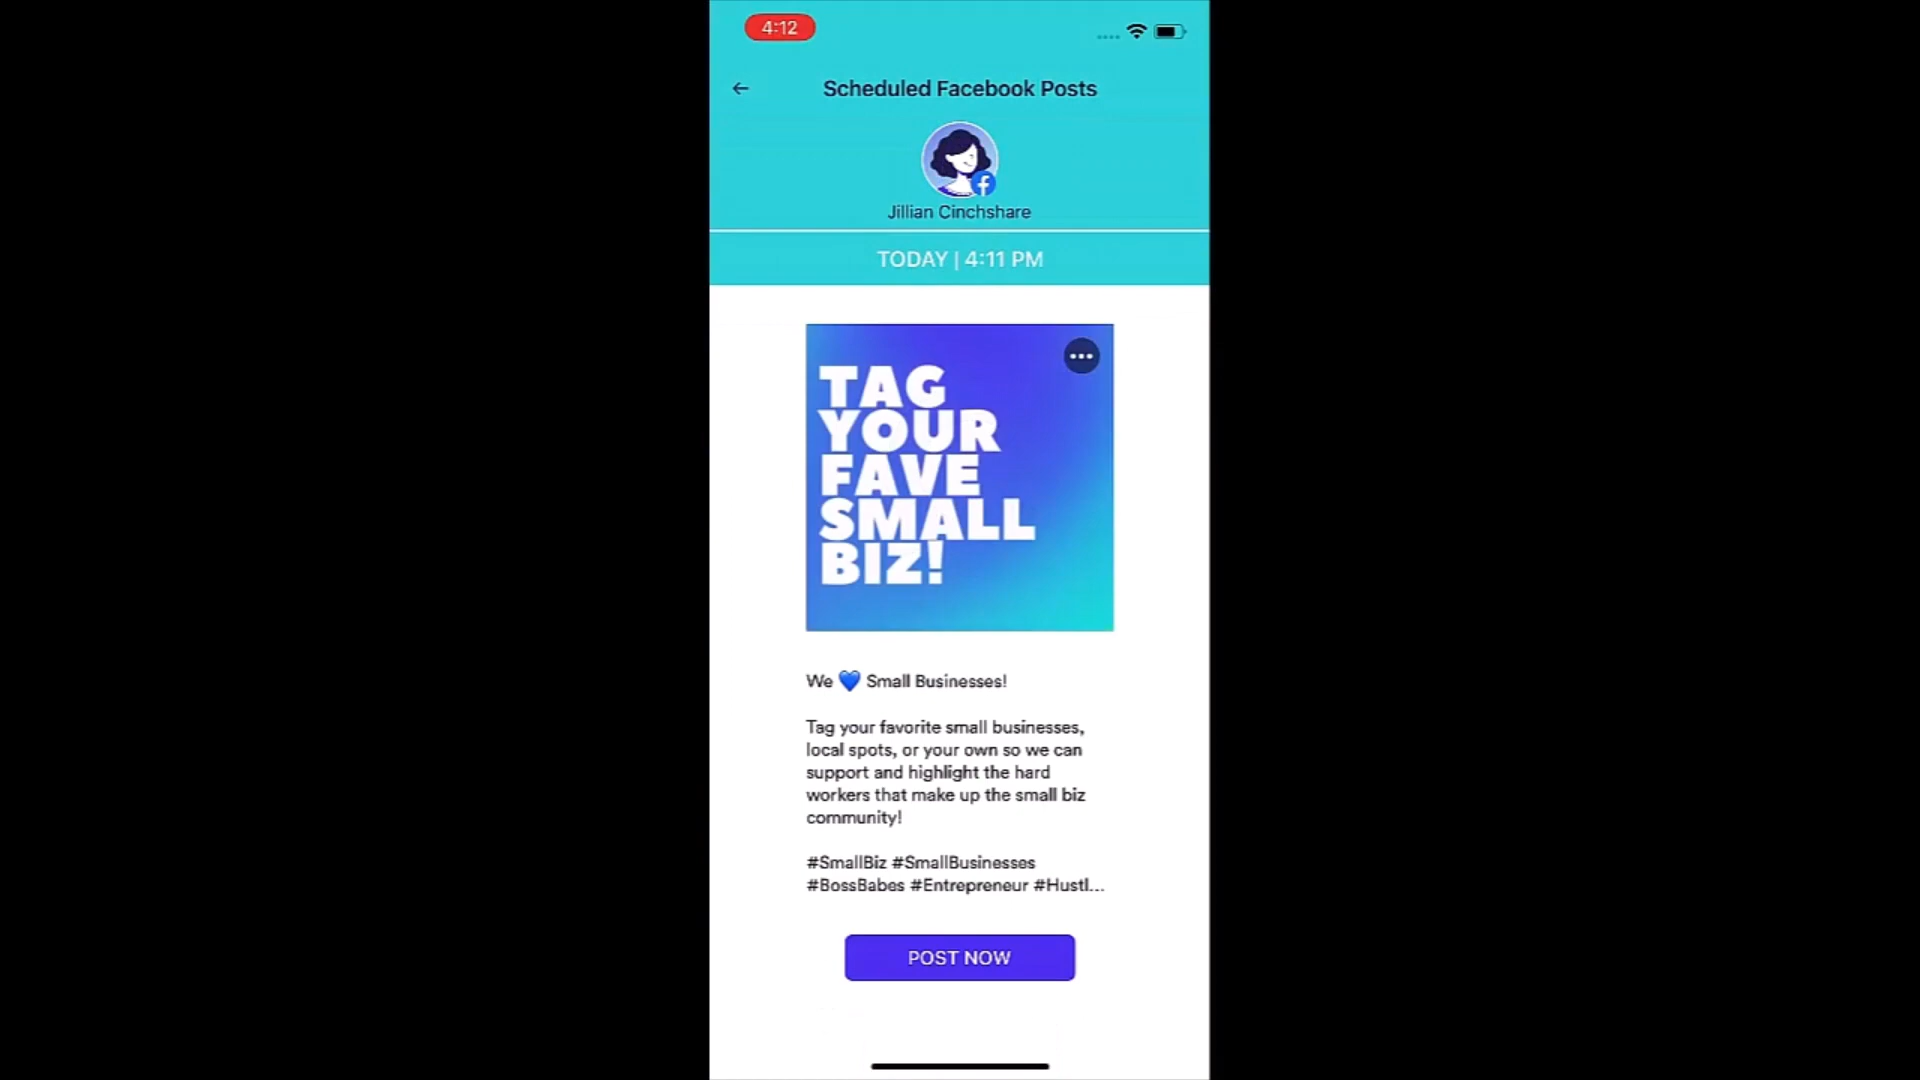 4:12
Scheduled Facebook Posts
Jillian Cinchshare
TODAY | 4:11 PM
TAG
YOUR
FAVE
SMALL
BIZ!
We 💙 Small Businesses!
Tag your favorite small businesses,
local spots, or your own so we can
support and highlight the hard
workers that make up the small biz
community!
#SmallBiz #SmallBusinesses
#BossBabes #Entrepreneur #Hustl...
POST NOW